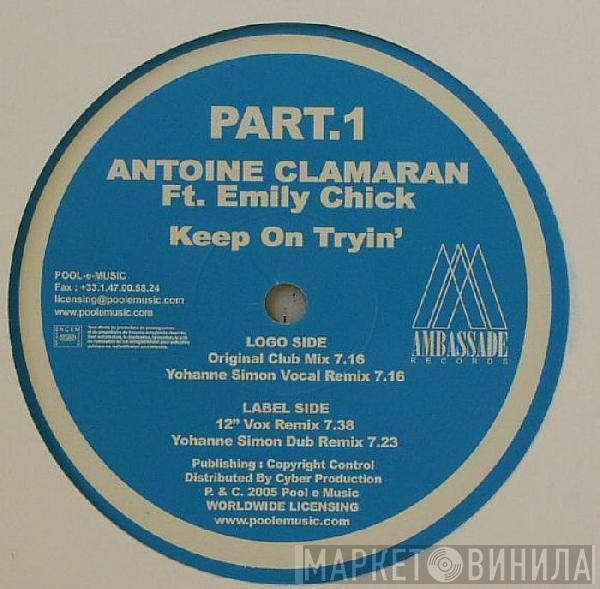 PART.1
ANTOINE CLAMARAN
Ft. Emily Chick
Keep On Tryin'
POOL-e-MUSIC
Fax : +33.1.47.00.88.24
licensing@poolemusic.com
www.poolemusic.com
AMBASSADE
RECORDS
LOGO SIDE
Original Club Mix 7.16
Yohanne Simon Vocal Remix 7.16
LABEL SIDE
12" Vox Remix 7.38
Yohanne Simon Dub Remix 7.23
Publishing : Copyright Control
Distributed By Cyber Production
P. & C. 2005 Pool e Music
WORLDWIDE LICENSING
www.poolemusic.com
МАРКЕТОВИНИЛА